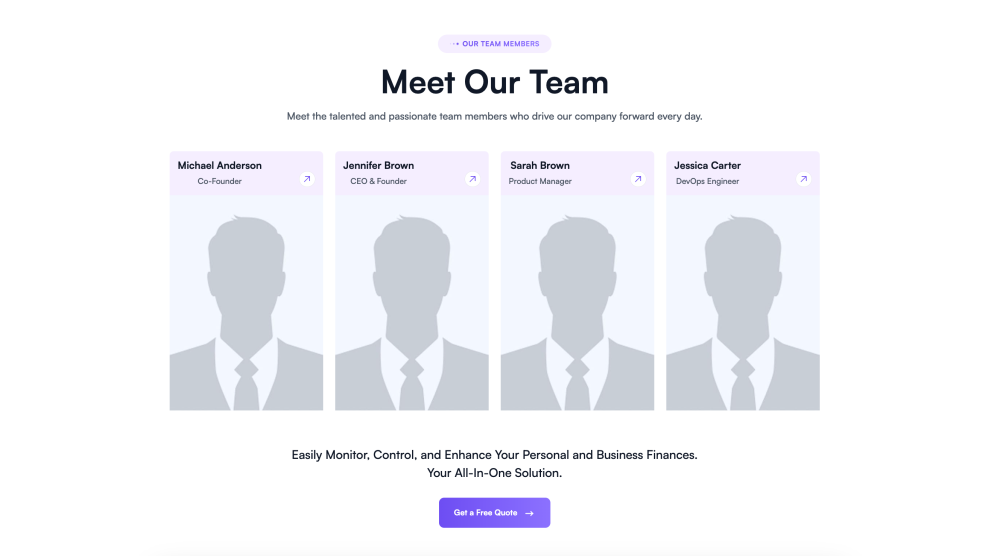 OUR TEAM MEMBERS
Meet Our Team
Meet the talented and passionate team members who drive our company forward every day.
Michael Anderson
Co-Founder
Jennifer Brown
CEO & Founder
Sarah Brown
Product Manager
Jessica Carter
DevOps Engineer
Easily Monitor, Control, and Enhance Your Personal and Business Finances.
Your All-In-One Solution.
Get a Free Quote →